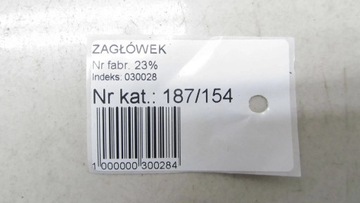 ZAGŁÓWEK
Nr fabr. 23%
Indeks: 030028
Nr kat.: 187/154
1 000000 300284